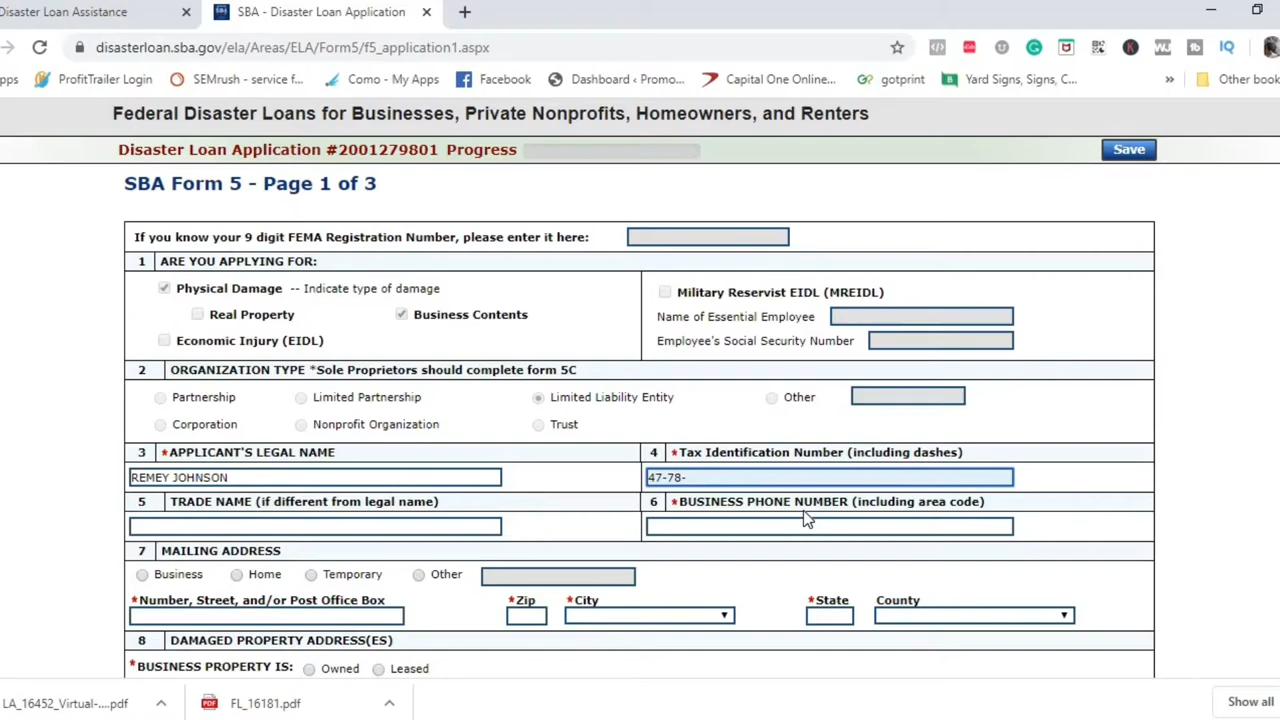 Disaster Loan Assistance
SBA - Disaster Loan Application
disasterloan.sba.gov/ela/Areas/ELA/Form5/f5_application1.aspx
pps ProfitTrailer Login SEMrush - service f... Como - My Apps Facebook Dashboard ‹ Promo... Capital One Online... gotprint Yard Signs, Signs, C... » Other book
Federal Disaster Loans for Businesses, Private Nonprofits, Homeowners, and Renters
Disaster Loan Application #2001279801 Progress Save
SBA Form 5 - Page 1 of 3
If you know your 9 digit FEMA Registration Number, please enter it here:
1 ARE YOU APPLYING FOR:
Physical Damage -- Indicate type of damage Military Reservist EIDL (MREIDL)
Real Property Business Contents Name of Essential Employee
Economic Injury (EIDL) Employee's Social Security Number
2 ORGANIZATION TYPE *Sole Proprietors should complete form 5C
Partnership Limited Partnership Limited Liability Entity Other
Corporation Nonprofit Organization Trust
3 *APPLICANT'S LEGAL NAME 4 *Tax Identification Number (including dashes)
REMEY JOHNSON 47-78-
5 TRADE NAME (if different from legal name) 6 *BUSINESS PHONE NUMBER (including area code)
7 MAILING ADDRESS
Business Home Temporary Other
*Number, Street, and/or Post Office Box *Zip *City *State County
8 DAMAGED PROPERTY ADDRESS(ES)
*BUSINESS PROPERTY IS: Owned Leased
LA_16452_Virtual-....pdf FL_16181.pdf Show all